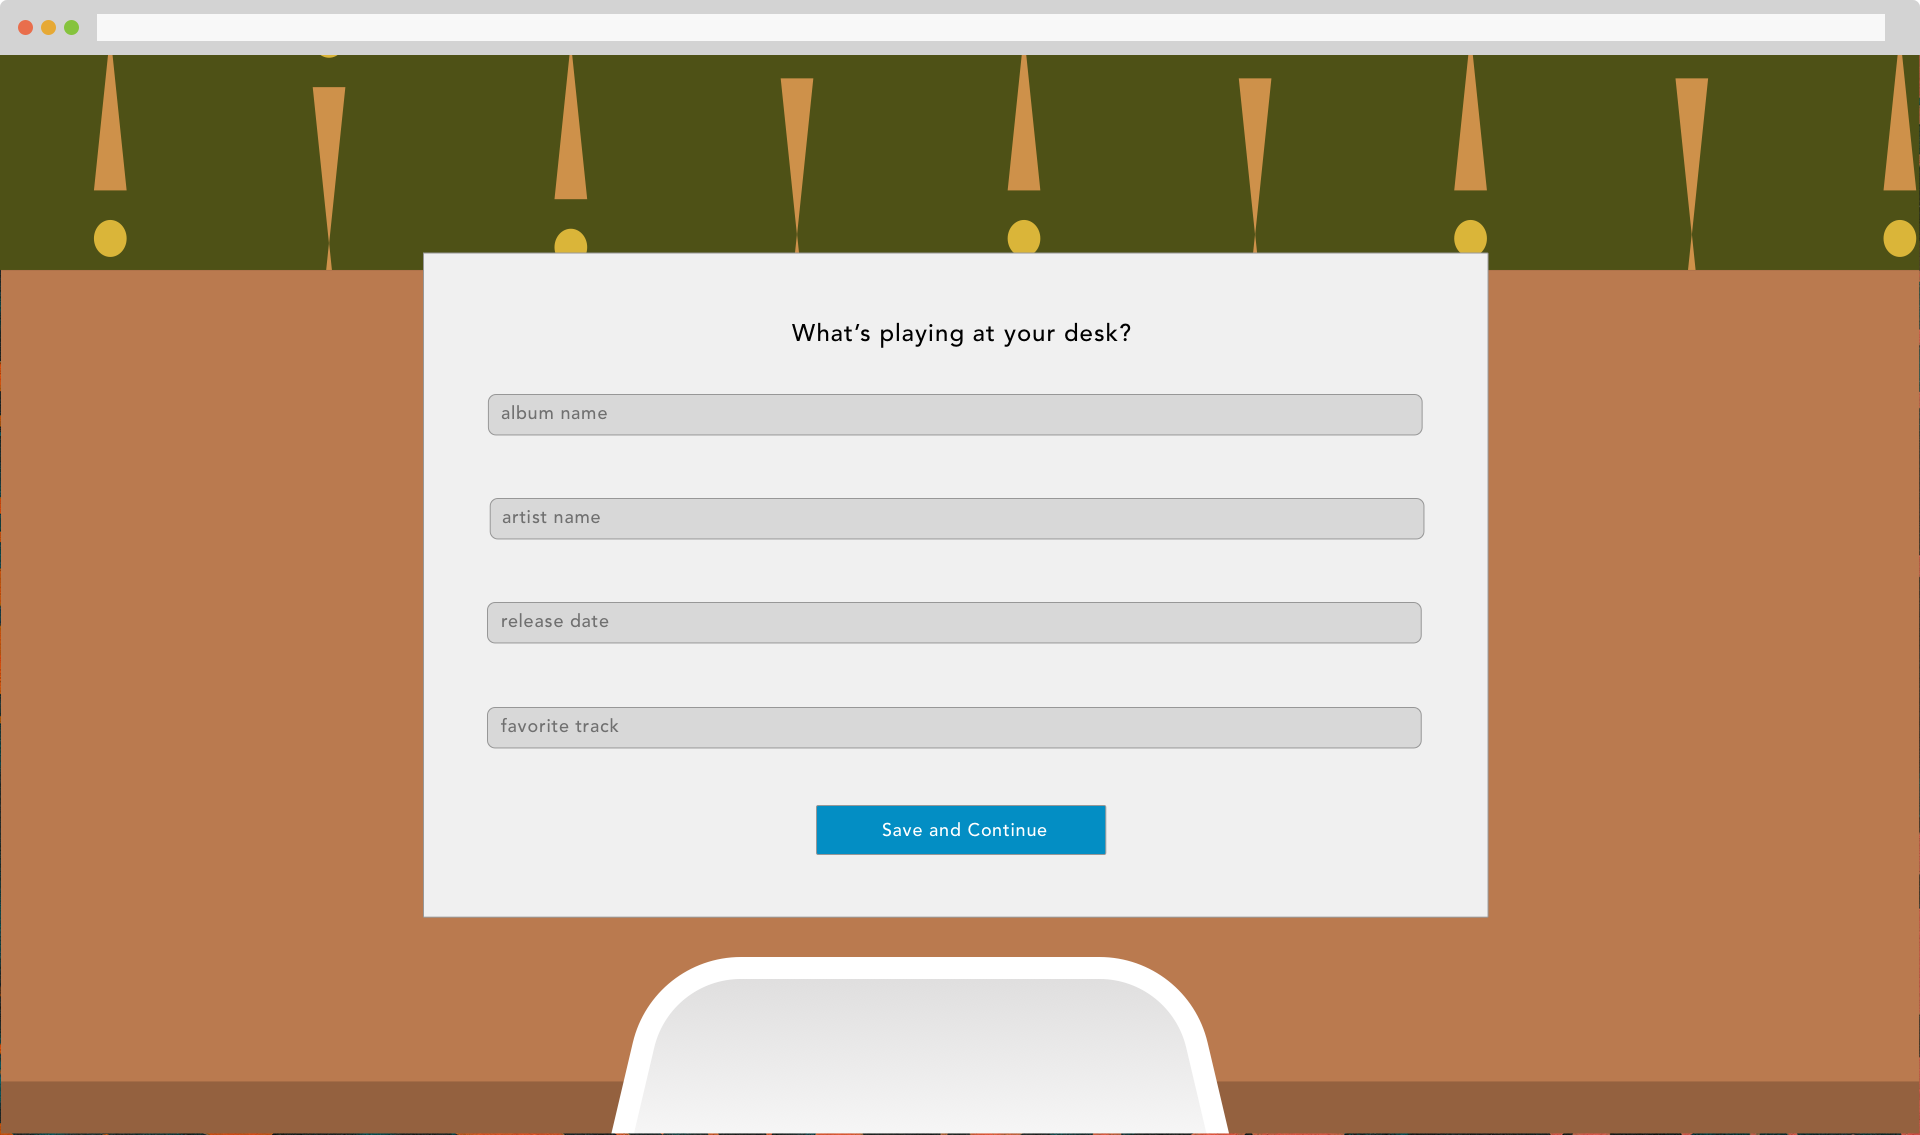 What’s playing at your desk?
album name
artist name
release date
favorite track
Save and Continue